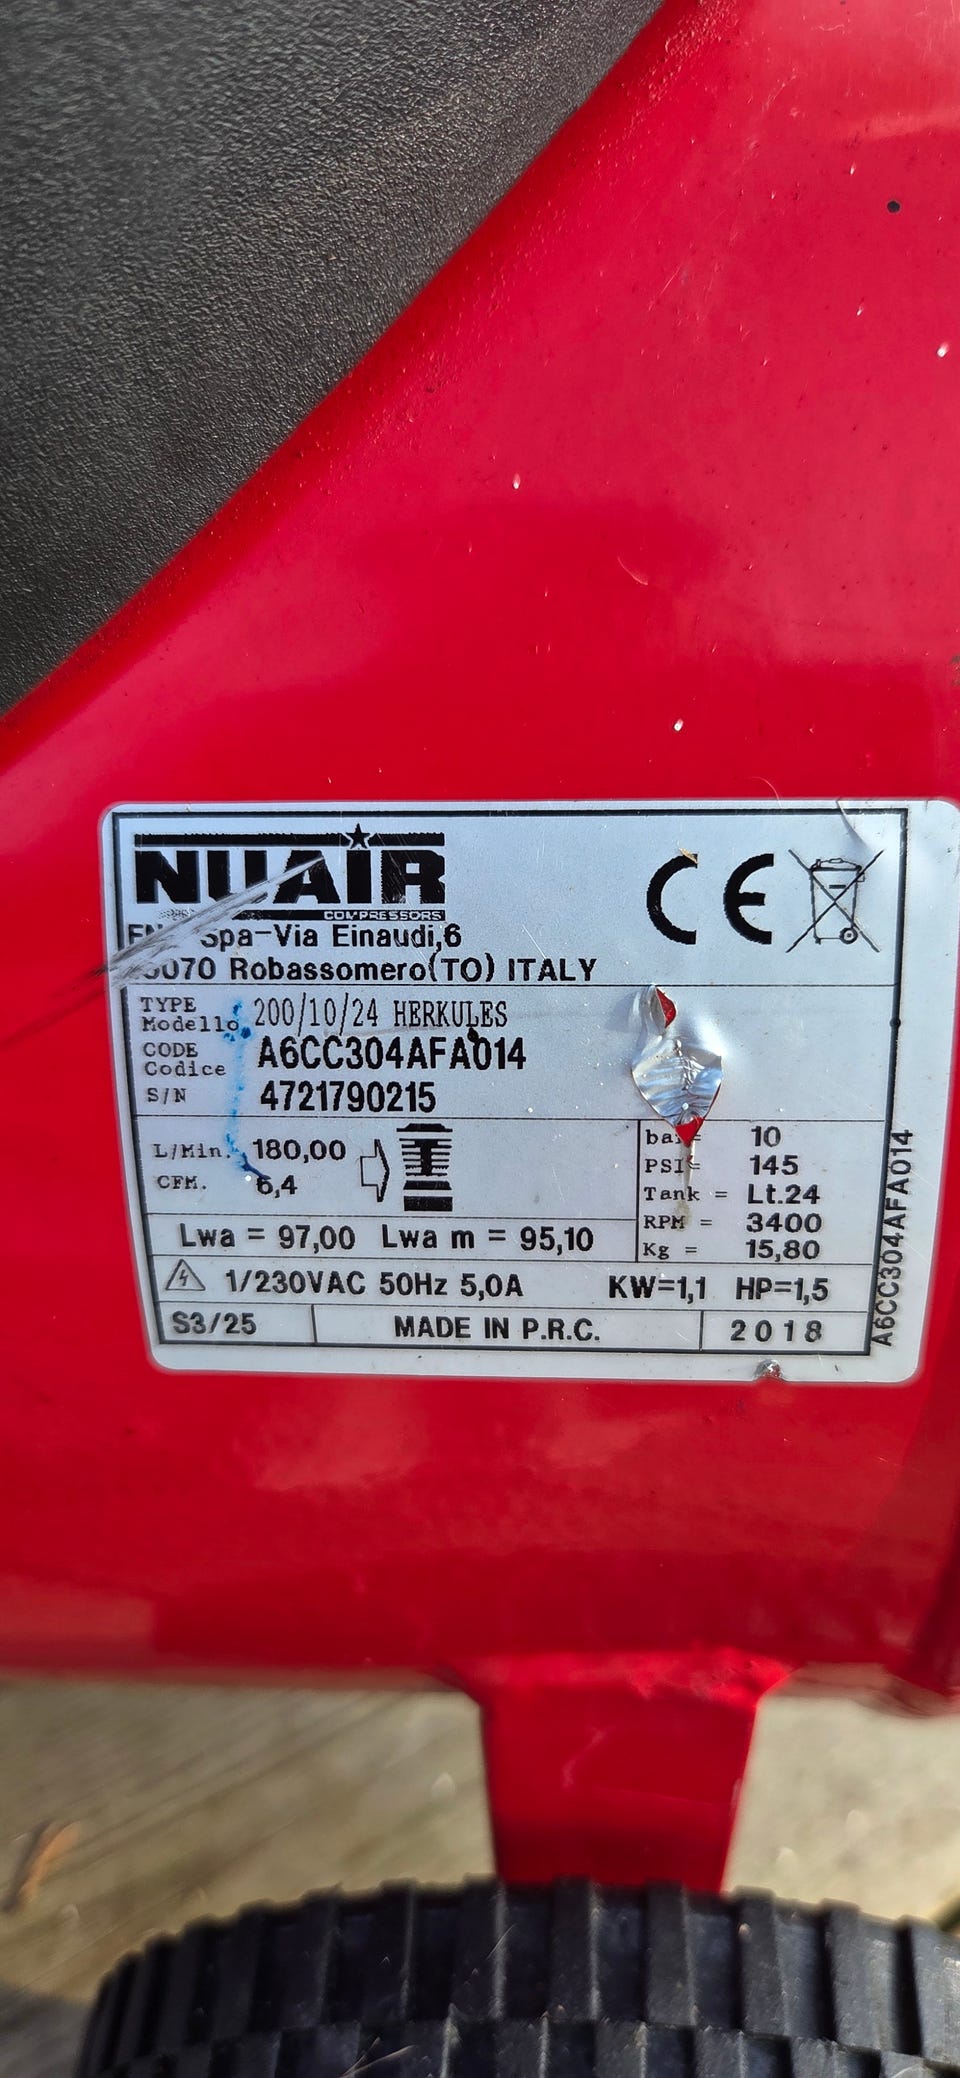 NUAIR
COMPRESSORS
Spa-Via Einaudi,6
Robassomero(TO) ITALY
CE
TYPE
Modello 200/10/24 HERKULES
CODE
Codice A6CC304AFA014
S/N 4721790215
L/Min. 180,00
CFM. 6,4
bar= 10
PSI= 145
Tank = Lt.24
RPM = 3400
Kg = 15,80
Lwa = 97,00 Lwa m = 95,10
1/230VAC 50Hz 5,0A KW=1,1 HP=1,5
S3/25 MADE IN P.R.C. 2018
A6CC304AFA014